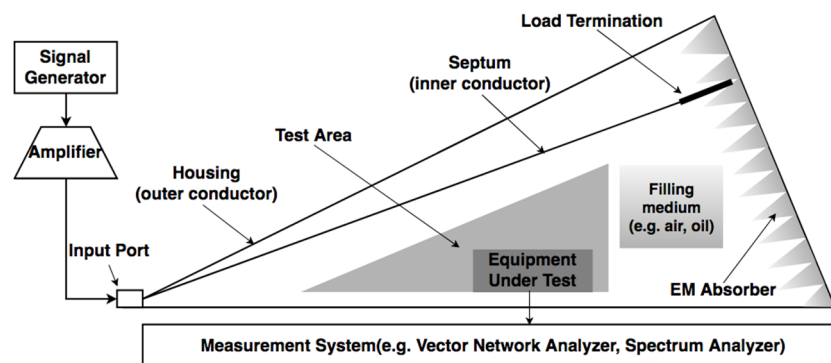 Load Termination
Signal
Generator
Septum
(inner conductor)
Test Area
Amplifier
Housing
(outer conductor)
Filling
medium
(e.g. air, oil)
Input Port
Equipment
Under Test
EM Absorber
Measurement System(e.g. Vector Network Analyzer, Spectrum Analyzer)